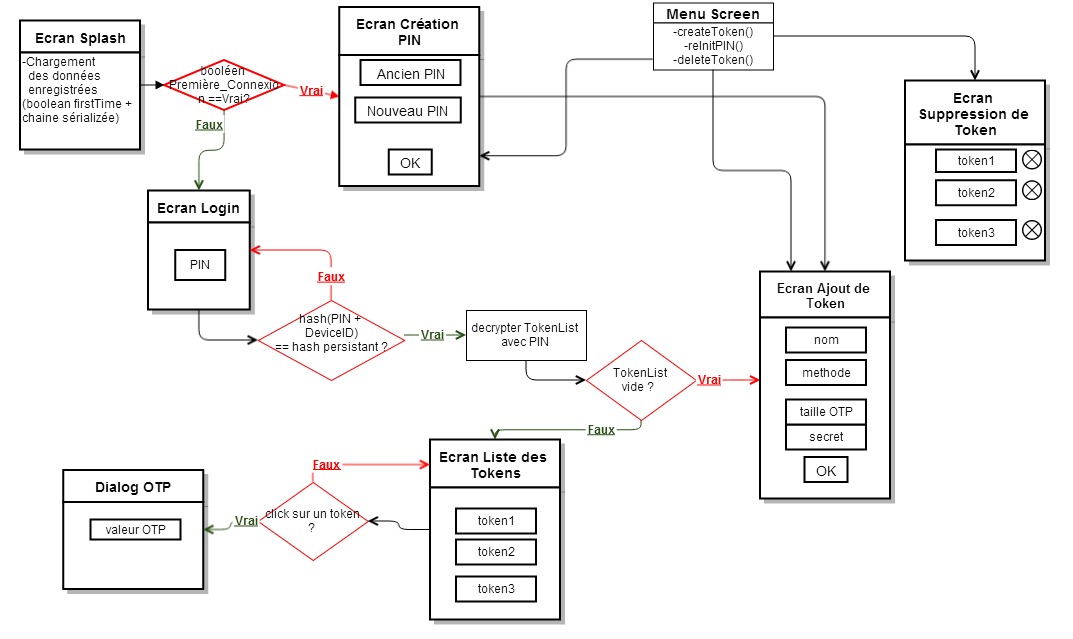 Ecran Splash
-Chargement
des données
enregistrées
(boolean firstTime +
chaine sérializée)
booléen
Première_Connexio
n ==Vrai?
Vrai
Faux
Ecran Création
PIN
Ancien PIN
Nouveau PIN
OK
Menu Screen
-createToken()
-reInitPIN()
-deleteToken()
Ecran
Suppression de
Token
token1
token2
token3
Ecran Login
PIN
Faux
hash(PIN +
DeviceID)
== hash persistant ?
Vrai
decrypter TokenList
avec PIN
TokenList
vide ?
Vrai
Faux
Ecran Ajout de
Token
nom
methode
taille OTP
secret
OK
Ecran Liste des
Tokens
token1
token2
token3
Faux
click sur un token
?
Vrai
Dialog OTP
valeur OTP